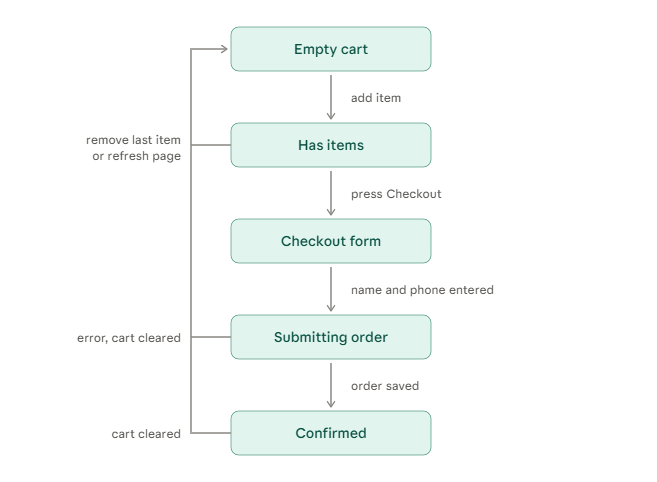 Empty cart
add item
remove last item
or refresh page
Has items
press Checkout
Checkout form
name and phone entered
error, cart cleared
Submitting order
order saved
cart cleared
Confirmed